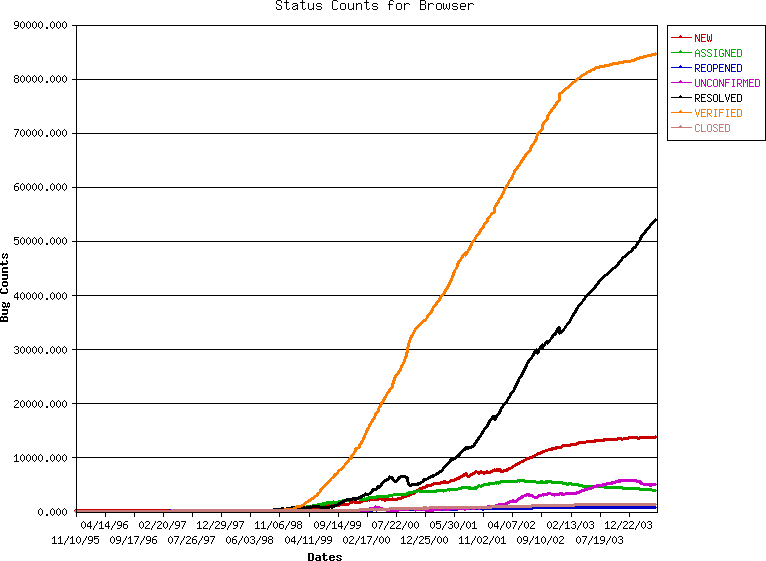 Status Counts for Browser
90000.000
80000.000
70000.000
60000.000
50000.000
40000.000
30000.000
20000.000
10000.000
0.000
Bug Counts
NEW
ASSIGNED
REOPENED
UNCONFIRMED
RESOLVED
VERIFIED
CLOSED
04/14/96 02/20/97 12/29/97 11/06/98 09/14/99 07/22/00 05/30/01 04/07/02 02/13/03 12/22/03
11/10/95 09/17/96 07/26/97 06/03/98 04/11/99 02/17/00 12/25/00 11/02/01 09/10/02 07/19/03
Dates